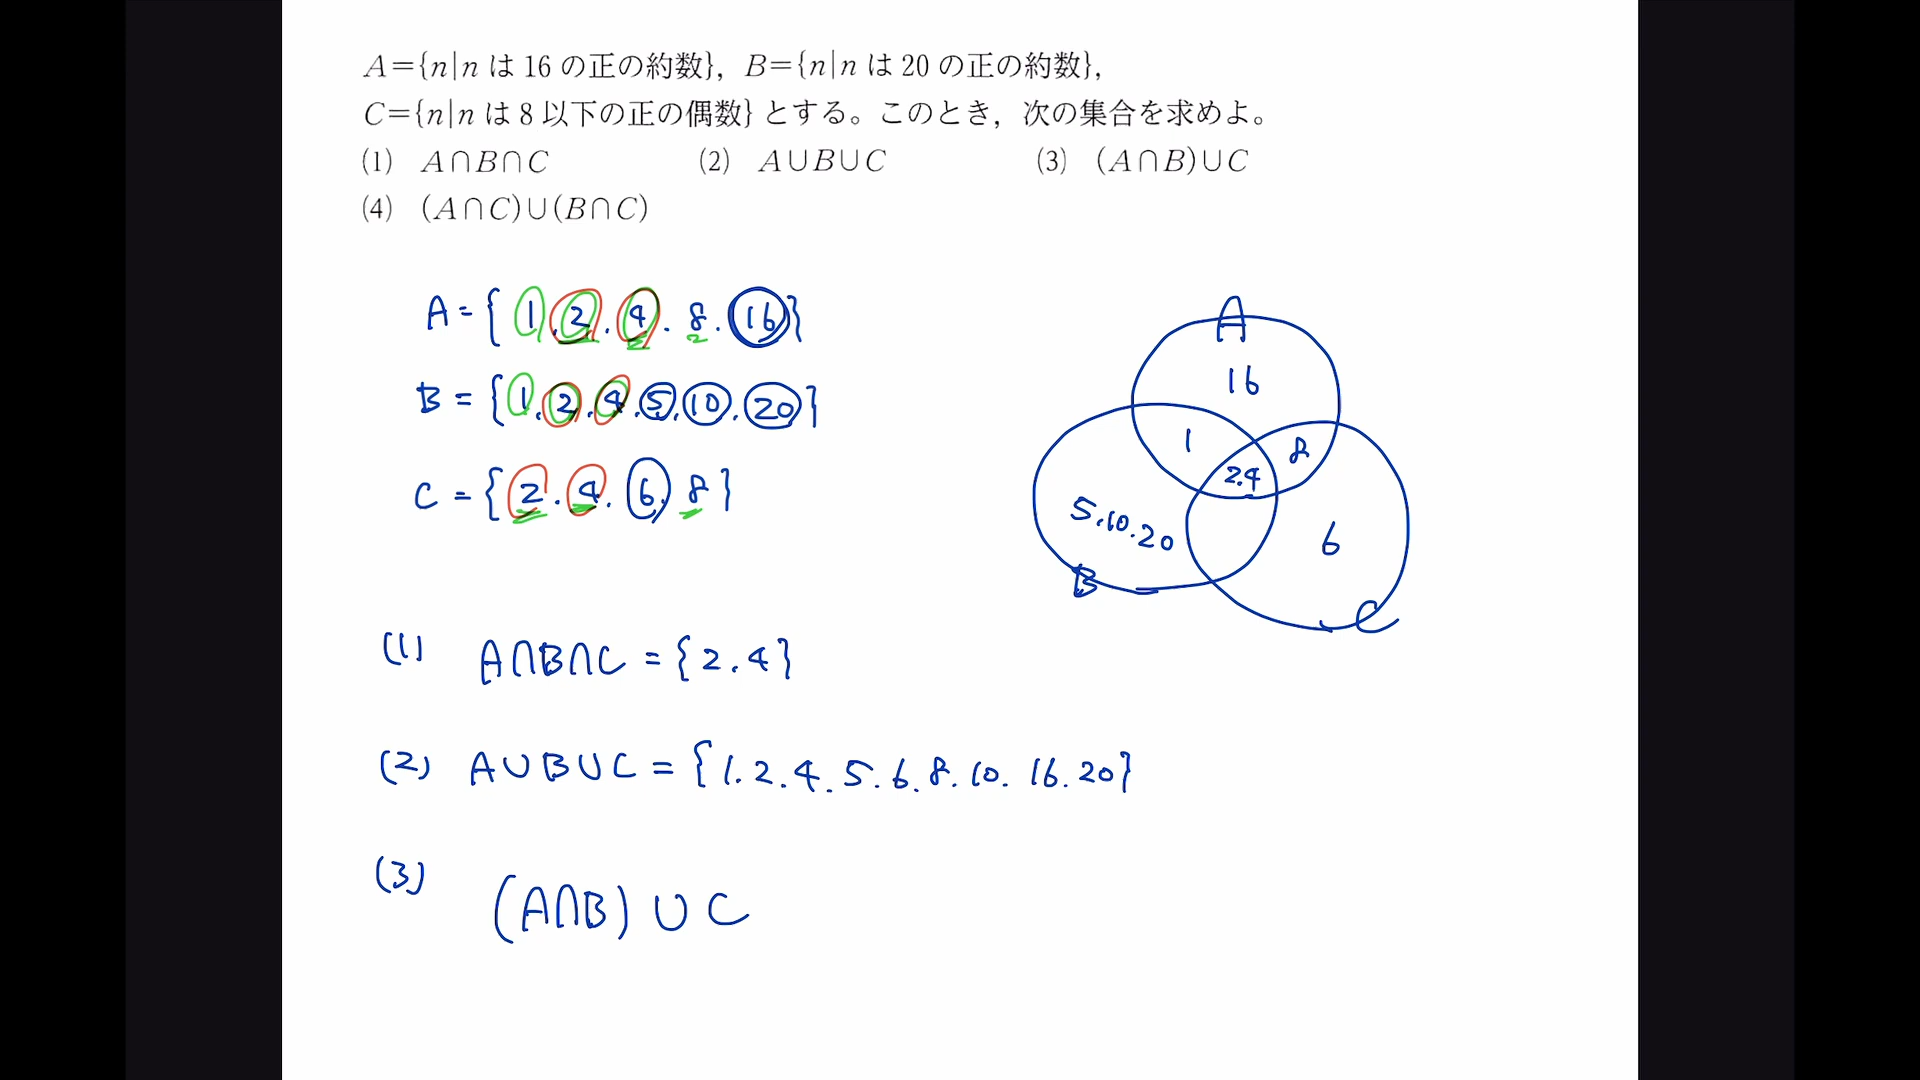 A={n|n は 16 の正の約数}, B={n|n は 20 の正の約数},
C={n|n は 8 以下の正の偶数} とする。このとき,次の集合を求めよ。
(1) A∩B∩C (2) A∪B∪C (3) (A∩B)∪C
(4) (A∩C)∪(B∩C)
A={1.2.4.8.16}
B={1.2.4.5.10.20}
C={2.4.6.8}
A
16
1
8
2.4
5.10.20
6
B
C
(1) A∩B∩C={2.4}
(2) A∪B∪C={1.2.4.5.6.8.10.16.20}
(3) (A∩B)∪C